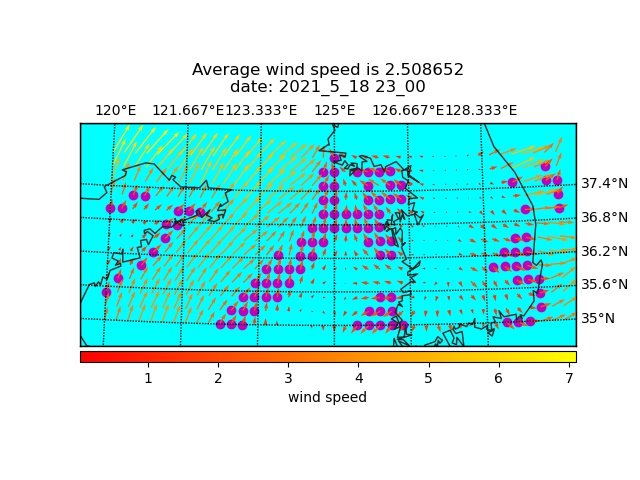 Average wind speed is 2.508652
date: 2021_5_18 23_00
120°E 121.667°E 123.333°E 125°E 126.667°E 128.333°E
37.4°N
36.8°N
36.2°N
35.6°N
35°N
1 2 3 4 5 6 7
wind speed